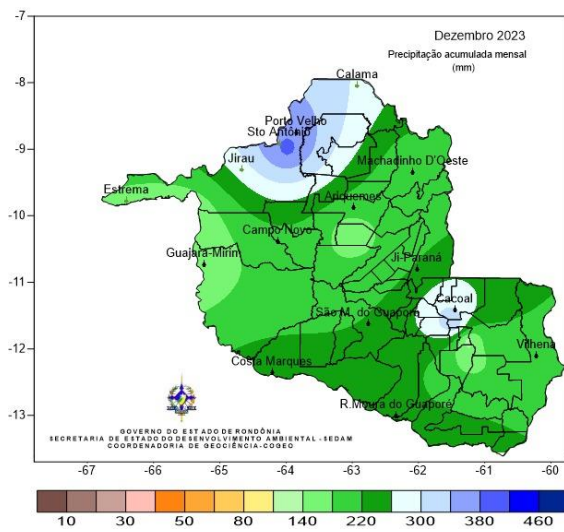 -7
Dezembro 2023
Precipitação acumulada mensal
(mm)
Calama
-8
Porto Velho
Sto Antônio
-9
Jirau
Machadinho D'Oeste
Estrema
Ariquemes
-10
Campo Novo
Guajará-Mirim
Ji-Paraná
-11
Cacoal
São M. do Guaporé
-12
Vilhena
Costa Marques
R.Moura do Guaporé
-13
GOVERNO DO ESTADO DE RONDÔNIA
SECRETARIA DE ESTADO DO DESENVOLVIMENTO AMBIENTAL -SEDAM
COORDENADORIA DE GEOCIÊNCIA-COGEO
-67 -66 -65 -64 -63 -62 -61 -60
10 30 50 80 140 220 300 380 460